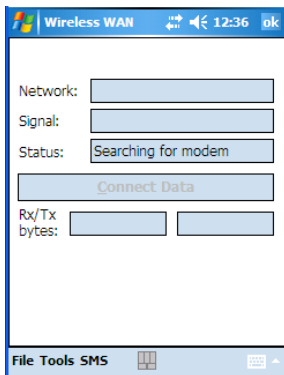 Wireless WAN 12:36 ok
Network:
Signal:
Status: Searching for modem
Connect Data
Rx/Tx
bytes:
File Tools SMS